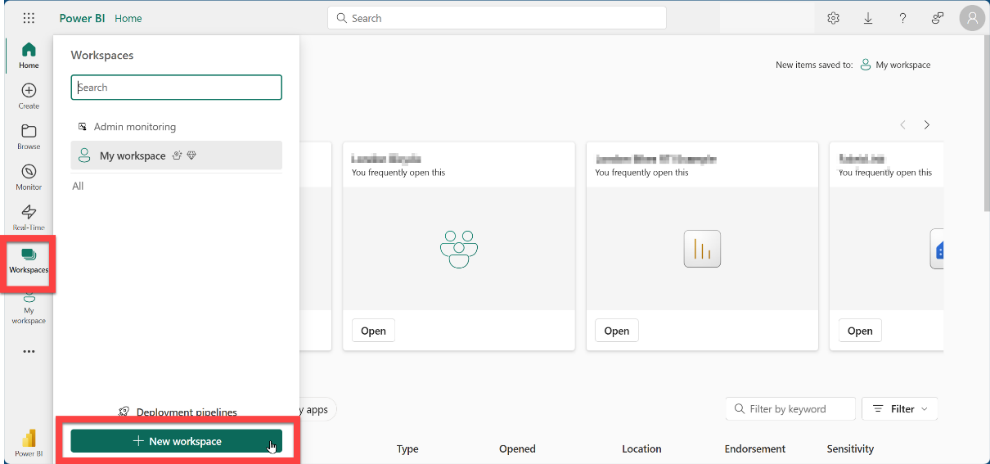 Power BI Home
Search
Home
Create
Browse
Monitor
Real-Time
Workspaces
My
workspace
Power BI
Workspaces
Search
Admin monitoring
My workspace
All
Deployment pipelines
New workspace
New items saved to: My workspace
You frequently open this
Open
You frequently open this
Open
You frequently open this
Open
y apps
Filter by keyword
Filter
Type Opened Location Endorsement Sensitivity